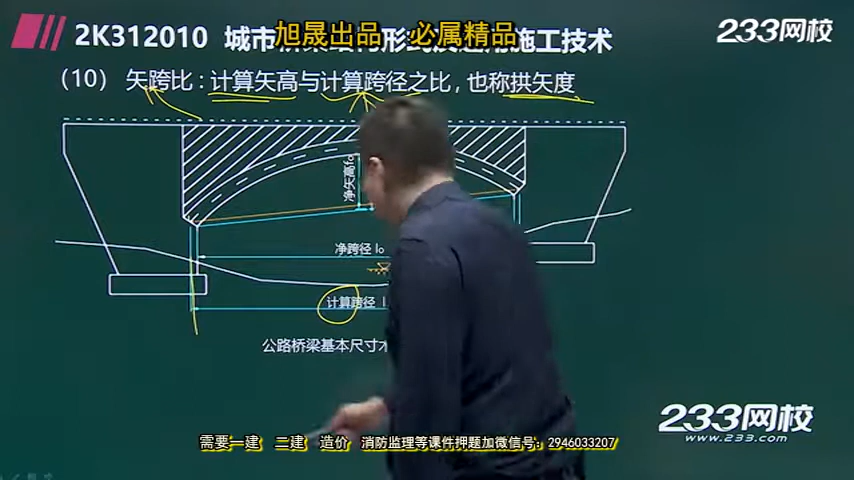 2K312010 城市
施工技术
旭晟出品 必属精品
233网校
（10） 矢跨比：计算矢高与计算跨径之比，也称拱矢度
净矢高f₀
净跨径 l₀
计算跨径 l
公路桥梁基本尺寸
233网校
www.233.com
需要一建 二建 造价 消防监理等课件押题加微信号：2946033207